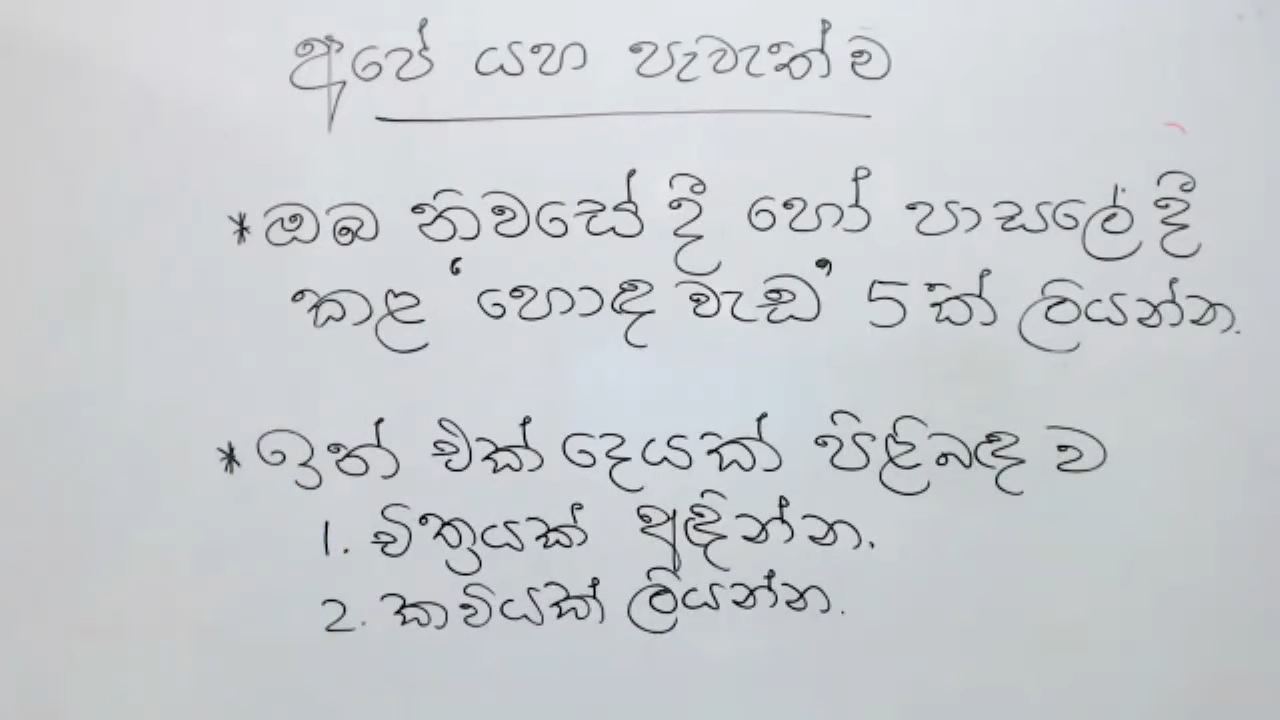 අපේ යහ පැවැත්ම
* ඔබ නිවසේ දී හෝ පාසලේ දී
කළ 'හොඳ වැඩ' 5ක් ලියන්න.
* ඉන් එක් දෙයක් පිළිබඳ ව
1. චිත්‍රයක් අඳින්න.
2. කවියක් ලියන්න.